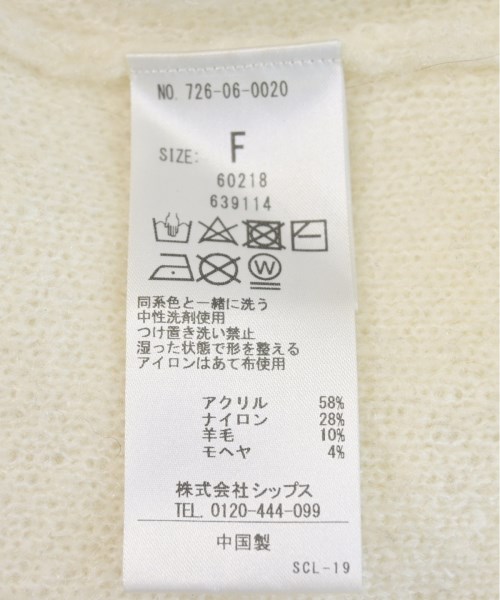 NO. 726-06-0020
SIZE: F
60218
639114
W
同系色と一緒に洗う
中性洗剤使用
つけ置き洗い禁止
湿った状態で形を整える
アイロンはあて布使用
アクリル 58%
ナイロン 28%
羊毛 10%
モヘヤ 4%
株式会社シップス
TEL. 0120-444-099
中国製
SCL-19